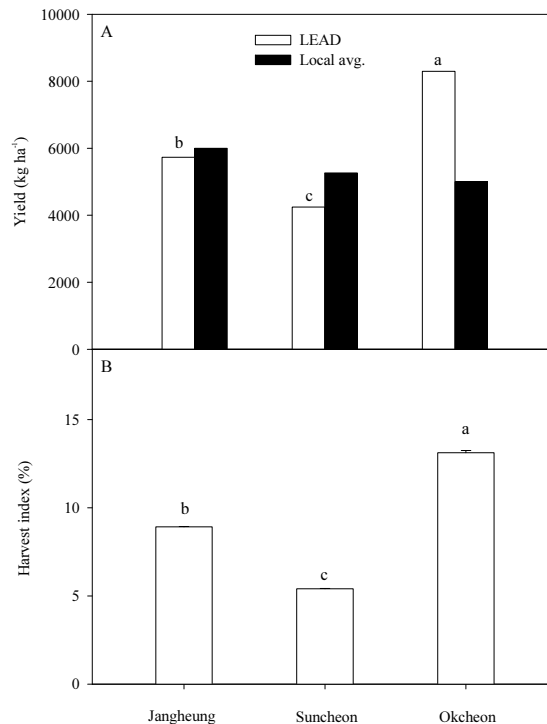 A
LEAD
Local avg.
Yield (kg ha⁻¹)
10000
8000
6000
4000
2000
0
b
c
a
B
Harvest index (%)
15
10
5
0
b
c
a
Jangheung
Suncheon
Okcheon